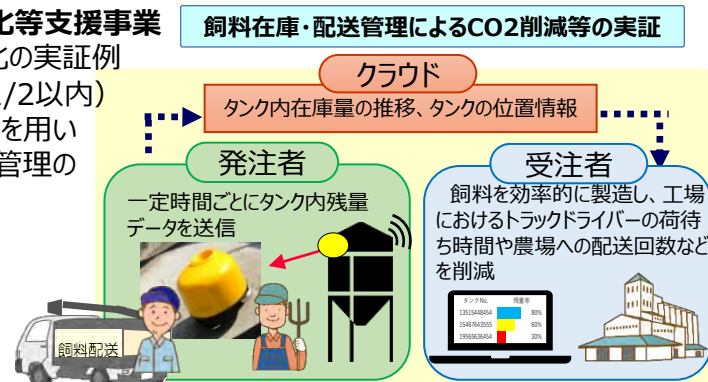 化等支援事業
化の実証例
1/2以内）
を用い
管理の
飼料在庫・配送管理によるCO2削減等の実証
クラウド
タンク内在庫量の推移、タンクの位置情報
発注者
一定時間ごとにタンク内残量
データを送信
飼料配送
受注者
飼料を効率的に製造し、工場
におけるトラックドライバーの荷待
ち時間や農場への配送回数など
を削減
タンクNo. 残量率
13515448454 80%
15467643555 60%
19565636454 30%